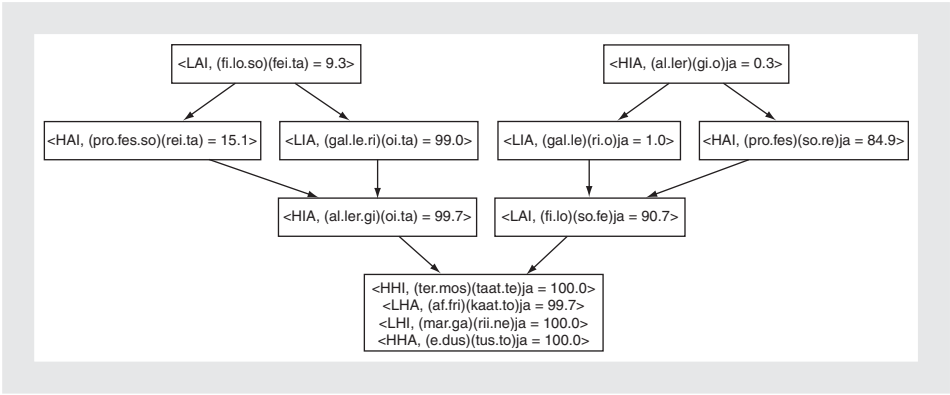 <LAI, (fi.lo.so)(fei.ta) = 9.3>
<HIA, (al.ler)(gi.o)ja = 0.3>
<HAI, (pro.fes.so)(rei.ta) = 15.1>
<LIA, (gal.le.ri)(oi.ta) = 99.0>
<LIA, (gal.le)(ri.o)ja = 1.0>
<HAI, (pro.fes)(so.re)ja = 84.9>
<HIA, (al.ler.gi)(oi.ta) = 99.7>
<LAI, (fi.lo)(so.fe)ja = 90.7>
<HHI, (ter.mos)(taat.te)ja = 100.0>
<LHA, (af.fri)(kaat.to)ja = 99.7>
<LHI, (mar.ga)(rii.ne)ja = 100.0>
<HHA, (e.dus)(tus.to)ja = 100.0>